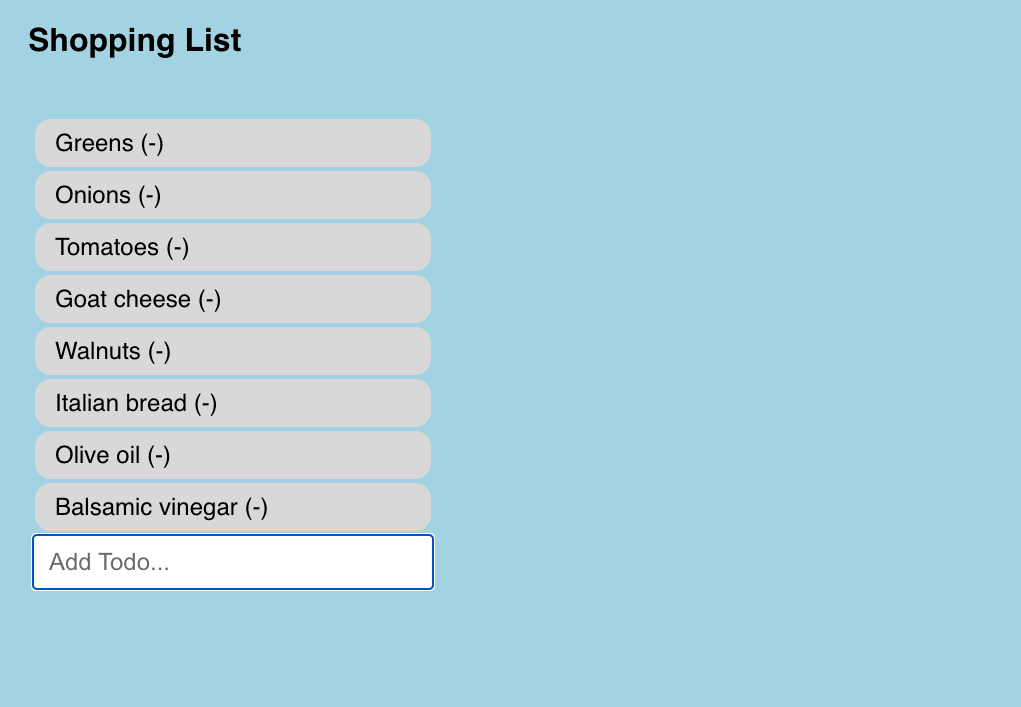 Shopping List
Greens (-)
Onions (-)
Tomatoes (-)
Goat cheese (-)
Walnuts (-)
Italian bread (-)
Olive oil (-)
Balsamic vinegar (-)
Add Todo...